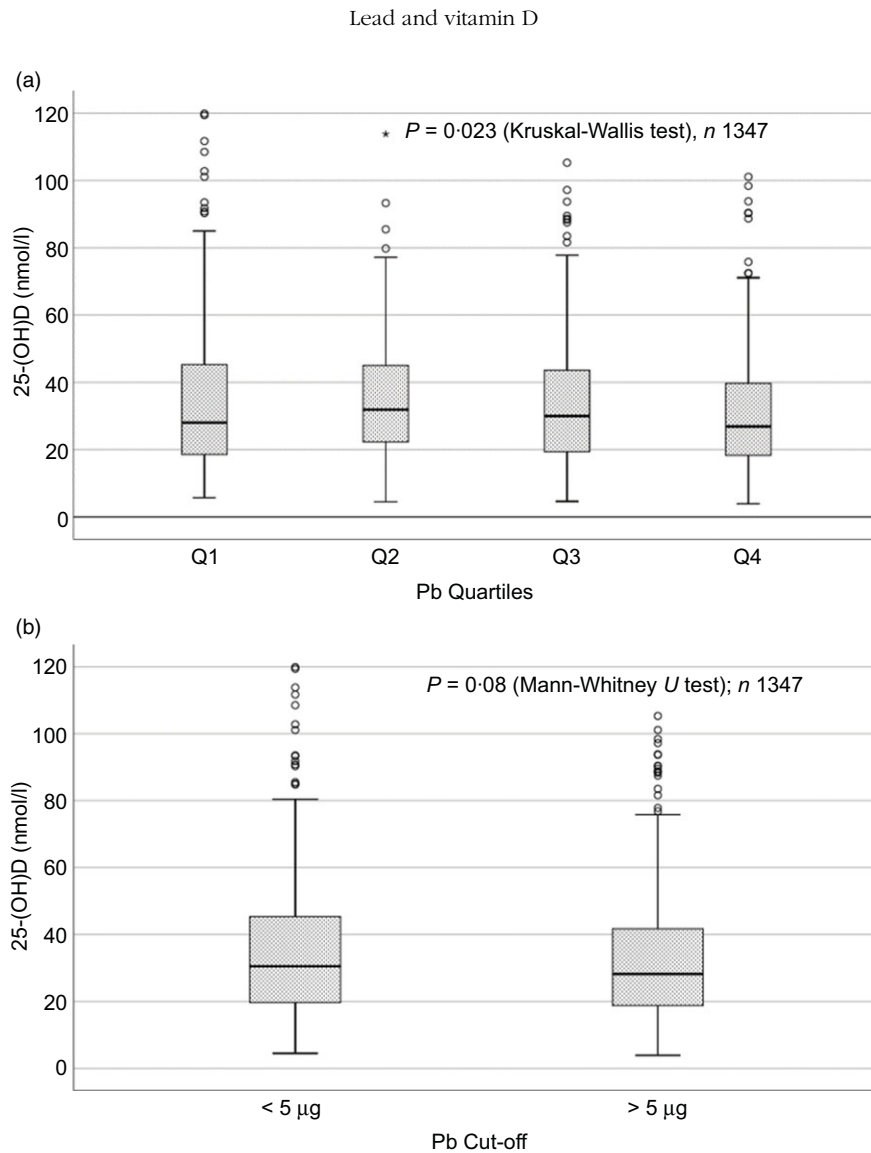 Lead and vitamin D
(a)
120
100
80
60
40
20
0
25-(OH)D (nmol/l)
* P = 0·023 (Kruskal-Wallis test), n 1347
Q1 Q2 Q3 Q4
Pb Quartiles
(b)
120
100
80
60
40
20
0
25-(OH)D (nmol/l)
P = 0·08 (Mann-Whitney U test); n 1347
< 5 μg > 5 μg
Pb Cut-off